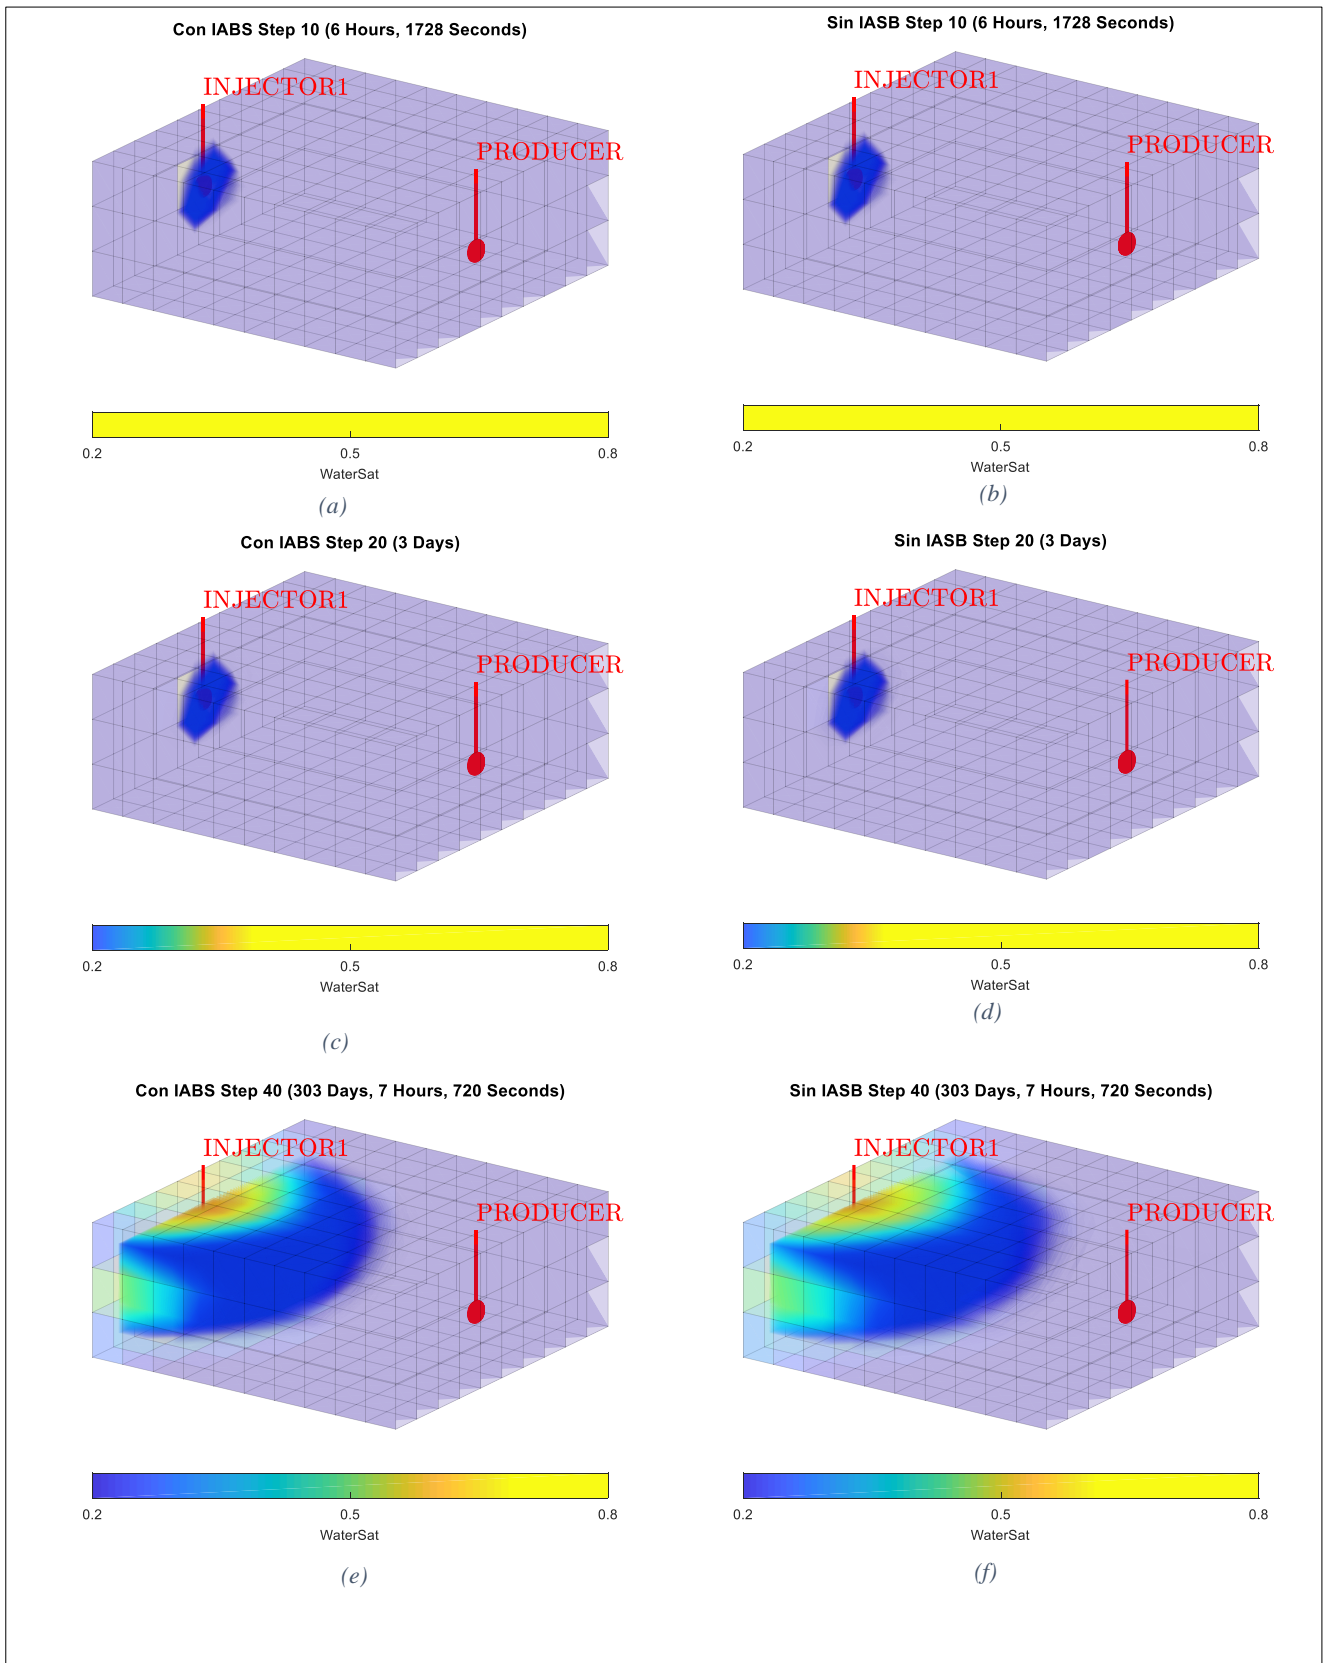 Con IABS Step 10 (6 Hours, 1728 Seconds)
INJECTOR1
PRODUCER
0.2 0.5 0.8
WaterSat
(a)
Sin IASB Step 10 (6 Hours, 1728 Seconds)
INJECTOR1
PRODUCER
0.2 0.5 0.8
WaterSat
(b)
Con IABS Step 20 (3 Days)
INJECTOR1
PRODUCER
0.2 0.5 0.8
WaterSat
(c)
Sin IASB Step 20 (3 Days)
INJECTOR1
PRODUCER
0.2 0.5 0.8
WaterSat
(d)
Con IABS Step 40 (303 Days, 7 Hours, 720 Seconds)
INJECTOR1
PRODUCER
0.2 0.5 0.8
WaterSat
(e)
Sin IASB Step 40 (303 Days, 7 Hours, 720 Seconds)
INJECTOR1
PRODUCER
0.2 0.5 0.8
WaterSat
(f)